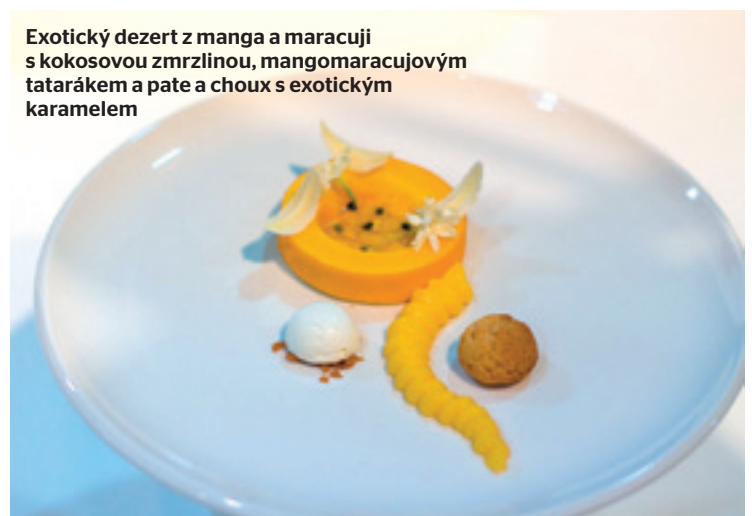 Exotický dezert z manga a maracuji
s kokosovou zmrzlinou, mangomaracujovým
tatarákem a pate a choux s exotickým
karamelem